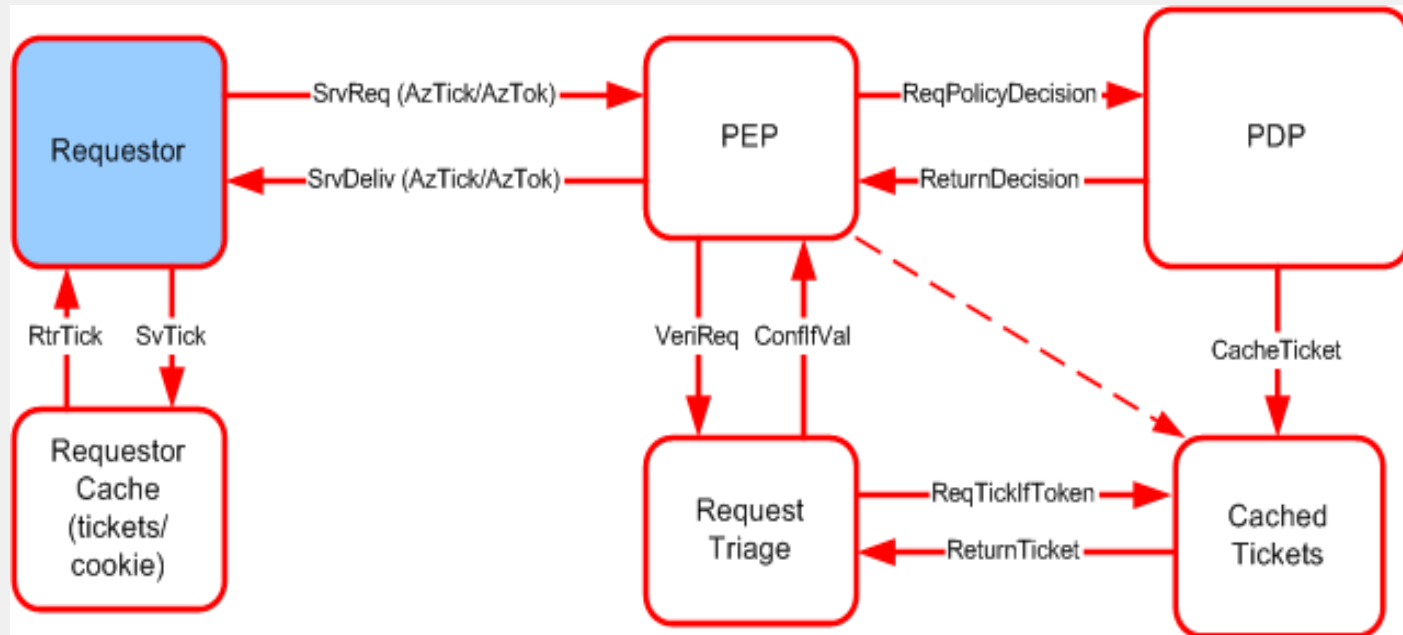 SrvReq (AzTick/AzTok)
ReqPolicyDecision
Requestor
PEP
PDP
SrvDeliv (AzTick/AzTok)
ReturnDecision
RtrTick
SvTick
VeriReq
ConfIfVal
CacheTicket
Requestor
Cache
(tickets/
cookie)
Request
Triage
ReqTickIfToken
ReturnTicket
Cached
Tickets